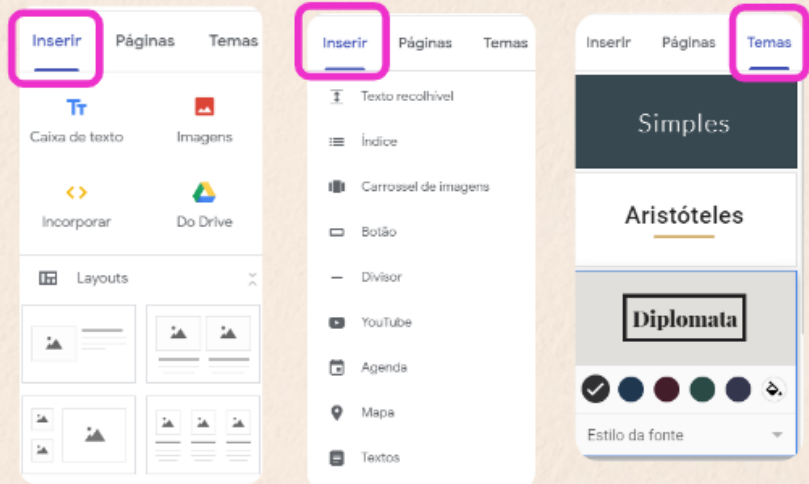 Inserir Páginas Temas
Caixa de texto Imagens
Incorporar Do Drive
Layouts
Inserir Páginas Temas
Texto recolhível
Índice
Carrossel de imagens
Botão
Divisor
YouTube
Agenda
Mapa
Textos
Inserir Páginas Temas
Simples
Aristóteles
Diplomata
Estilo da fonte